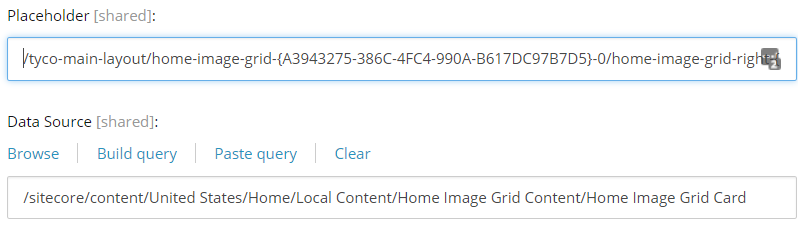 Placeholder [shared]:
/tyco-main-layout/home-image-grid-{A3943275-386C-4FC4-990A-B617DC97B7D5}-0/home-image-grid-right-
2
Data Source [shared]:
Browse Build query Paste query Clear
/sitecore/content/United States/Home/Local Content/Home Image Grid Content/Home Image Grid Card